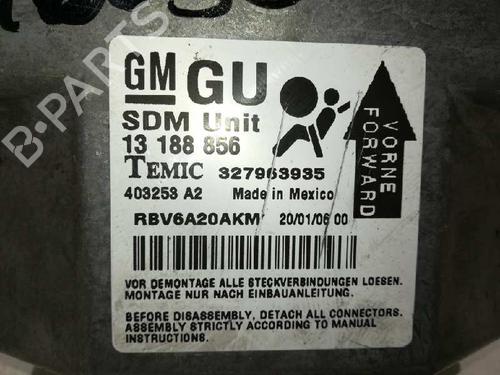 B-PARTS
GM GU
SDM Unit
13 188 856
TEMIC 327963935
403253 A2 Made in Mexico
RBV6A20AKM 20/01/06 00
VORNE
FORWARD
VOR DEMONTAGE ALLE STECKVERBINDUNGEN LOESEN.
MONTAGE NUR NACH EINBAUANLEITUNG.
BEFORE DISASSEMBLY, DETACH ALL CONNECTORS.
ASSEMBLY STRICTLY ACCORDING TO MANUAL
INSTRUCTIONS.